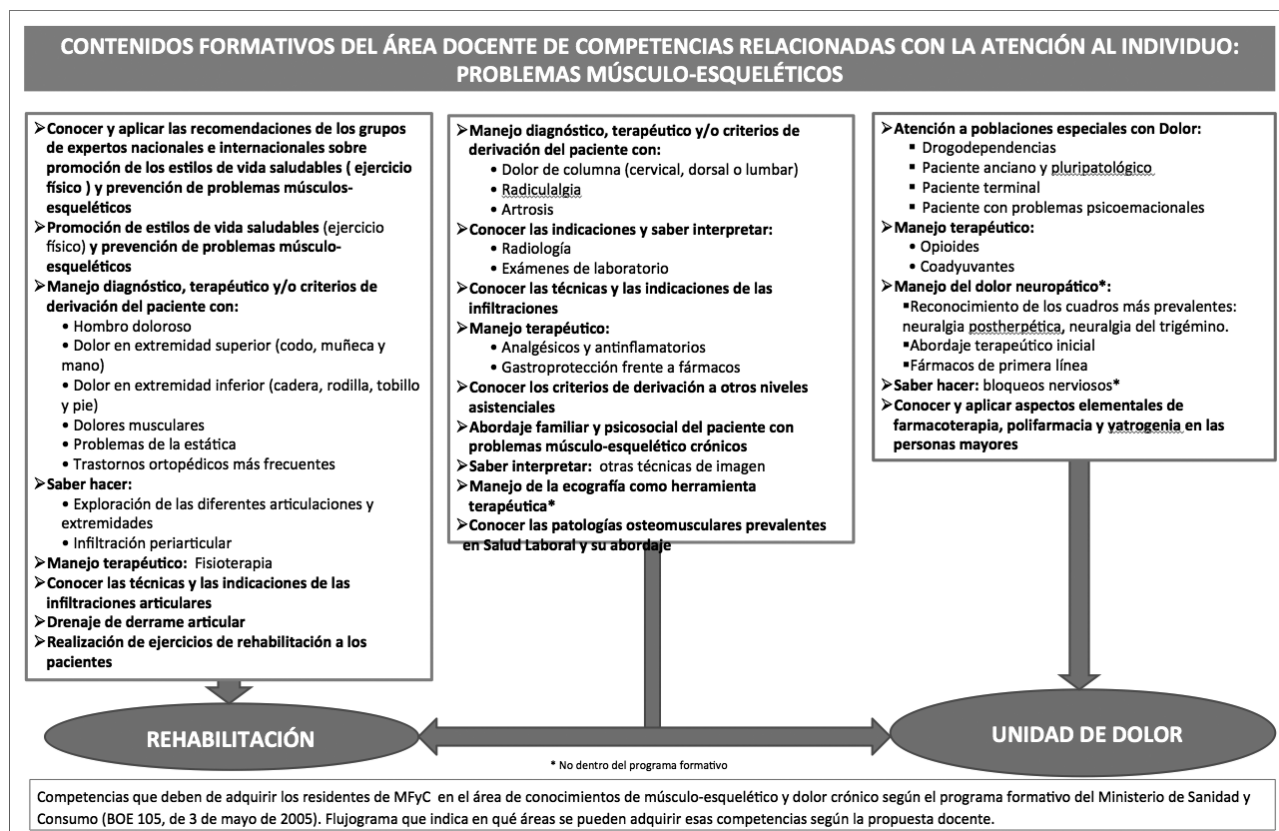 CONTENIDOS FORMATIVOS DEL ÁREA DOCENTE DE COMPETENCIAS RELACIONADAS CON LA ATENCIÓN AL INDIVIDUO:
PROBLEMAS MÚSCULO-ESQUELÉTICOS
➢Conocer y aplicar las recomendaciones de los grupos
de expertos nacionales e internacionales sobre
promoción de los estilos de vida saludables ( ejercicio
físico ) y prevención de problemas músculos-
esqueléticos
➢Promoción de estilos de vida saludables (ejercicio
físico) y prevención de problemas músculo-
esqueléticos
➢Manejo diagnóstico, terapéutico y/o criterios de
derivación del paciente con:
• Hombro doloroso
• Dolor en extremidad superior (codo, muñeca y
mano)
• Dolor en extremidad inferior (cadera, rodilla, tobillo
y pie)
• Dolores musculares
• Problemas de la estática
• Trastornos ortopédicos más frecuentes
➢Saber hacer:
• Exploración de las diferentes articulaciones y
extremidades
• Infiltración periarticular
➢Manejo terapéutico: Fisioterapia
➢Conocer las técnicas y las indicaciones de las
infiltraciones articulares
➢Drenaje de derrame articular
➢Realización de ejercicios de rehabilitación a los
pacientes
➢Manejo diagnóstico, terapéutico y/o criterios de
derivación del paciente con:
• Dolor de columna (cervical, dorsal o lumbar)
• Radiculalgia
• Artrosis
➢Conocer las indicaciones y saber interpretar:
• Radiología
• Exámenes de laboratorio
➢Conocer las técnicas y las indicaciones de las
infiltraciones
➢Manejo terapéutico:
• Analgésicos y antinflamatorios
• Gastroprotección frente a fármacos
➢Conocer los criterios de derivación a otros niveles
asistenciales
➢Abordaje familiar y psicosocial del paciente con
problemas músculo-esquelético crónicos
➢Saber interpretar: otras técnicas de imagen
➢Manejo de la ecografía como herramienta
terapéutica*
➢Conocer las patologías osteomusculares prevalentes
en Salud Laboral y su abordaje
➢Atención a poblaciones especiales con Dolor:
▪ Drogodependencias
▪ Paciente anciano y pluripatológico
▪ Paciente terminal
▪ Paciente con problemas psicoemacionales
➢Manejo terapéutico:
• Opioides
• Coadyuvantes
➢Manejo del dolor neuropático*:
▪Reconocimiento de los cuadros más prevalentes:
neuralgia postherpética, neuralgia del trigémino.
▪Abordaje terapéutico inicial
▪Fármacos de primera línea
➢Saber hacer: bloqueos nerviosos*
➢Conocer y aplicar aspectos elementales de
farmacoterapia, polifarmacia y yatrogenia en las
personas mayores
REHABILITACIÓN
UNIDAD DE DOLOR
* No dentro del programa formativo
Competencias que deben de adquirir los residentes de MFyC en el área de conocimientos de músculo-esquelético y dolor crónico según el programa formativo del Ministerio de Sanidad y
Consumo (BOE 105, de 3 de mayo de 2005). Flujograma que indica en qué áreas se pueden adquirir esas competencias según la propuesta docente.